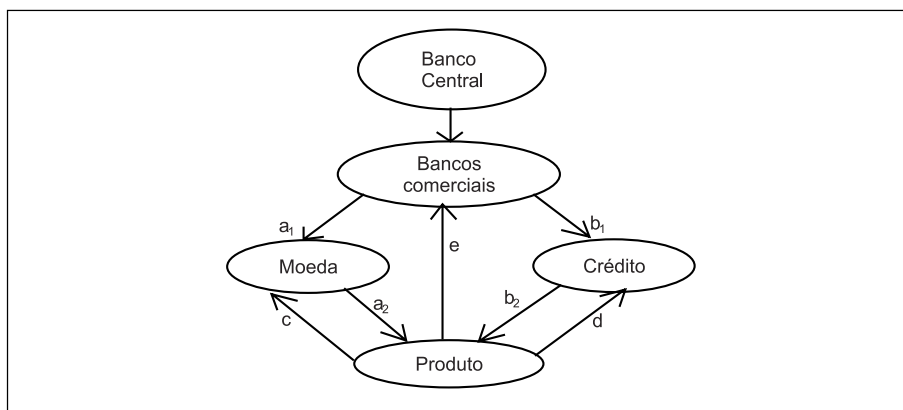 Banco
Central
Bancos
comerciais
a₁
b₁
e
Moeda
Crédito
a₂
b₂
c
d
Produto